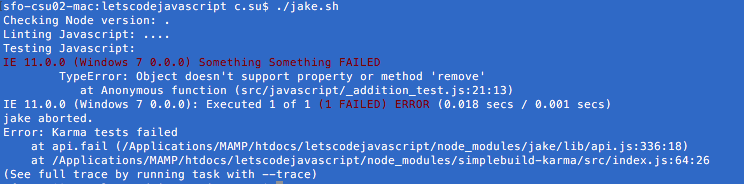 sfo-csu02-mac:letscodejavascript c.su$ ./jake.sh
Checking Node version: .
Linting Javascript: ....
Testing Javascript:
IE 11.0.0 (Windows 7 0.0.0) Something Something FAILED
TypeError: Object doesn't support property or method 'remove'
at Anonymous function (src/javascript/_addition_test.js:21:13)
IE 11.0.0 (Windows 7 0.0.0): Executed 1 of 1 (1 FAILED) ERROR (0.018 secs / 0.001 secs)
jake aborted.
Error: Karma tests failed
at api.fail (/Applications/MAMP/htdocs/letscodejavascript/node_modules/jake/lib/api.js:336:18)
at /Applications/MAMP/htdocs/letscodejavascript/node_modules/simplebuild-karma/src/index.js:64:26
(See full trace by running task with --trace)